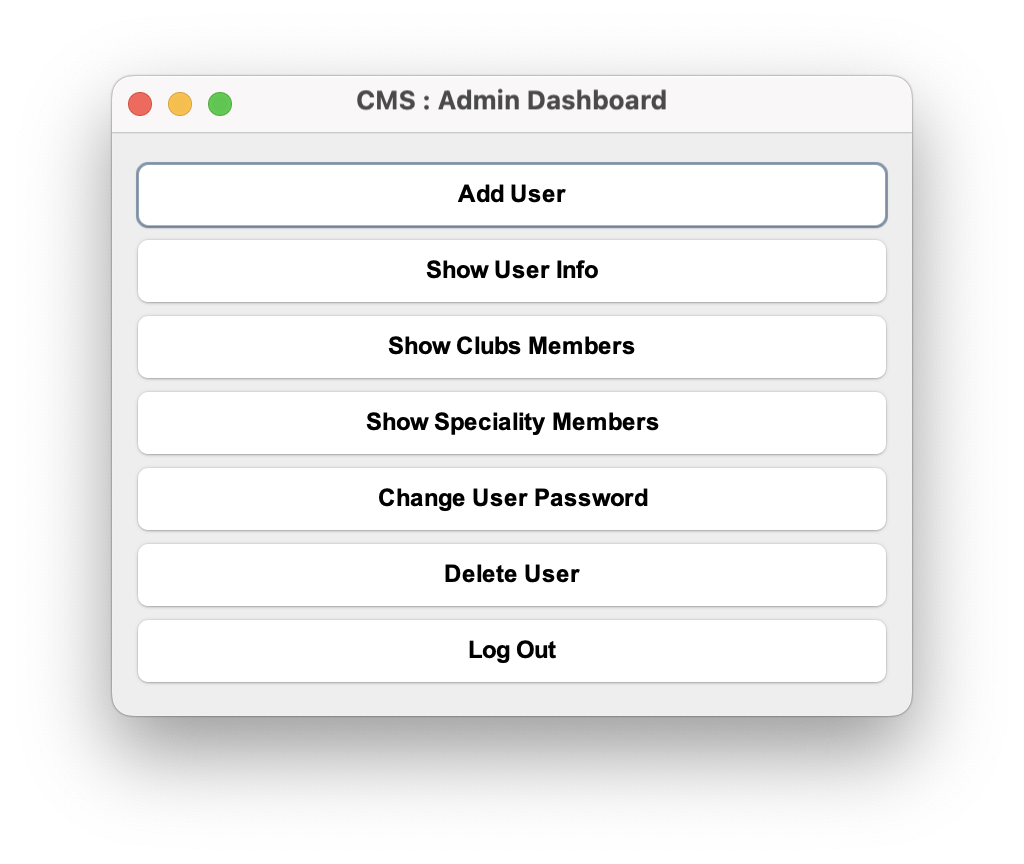 CMS : Admin Dashboard
Add User
Show User Info
Show Clubs Members
Show Speciality Members
Change User Password
Delete User
Log Out